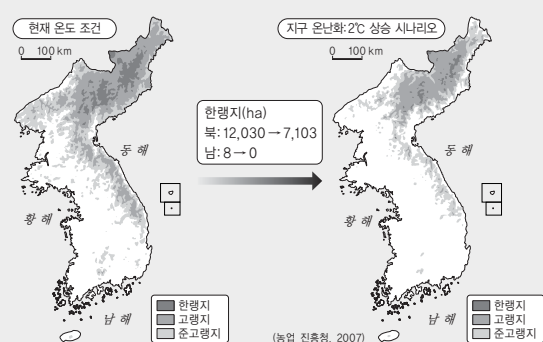 현재 온도 조건
0 100 km
동 해
황 해
남 해
한랭지
고랭지
준고랭지
한랭지(ha)
북: 12,030 → 7,103
남: 8 → 0
지구 온난화: 2℃ 상승 시나리오
0 100 km
동 해
황 해
남 해
한랭지
고랭지
준고랭지
(농업 진흥청, 2007)